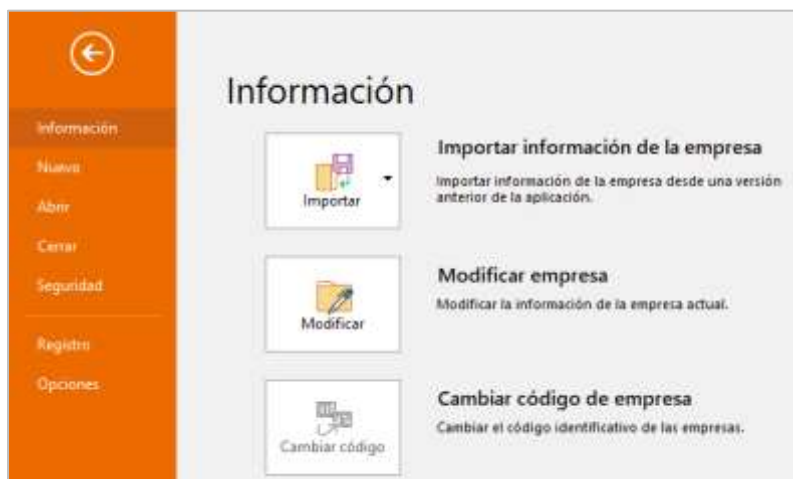 Información
Información
Nuevo
Abrir
Cerrar
Seguridad
Registro
Opciones
Importar
Importar información de la empresa
Importar información de la empresa desde una versión
anterior de la aplicación.
Modificar
Modificar empresa
Modificar la información de la empresa actual.
Cambiar código
Cambiar código de empresa
Cambiar el código identificativo de las empresas.